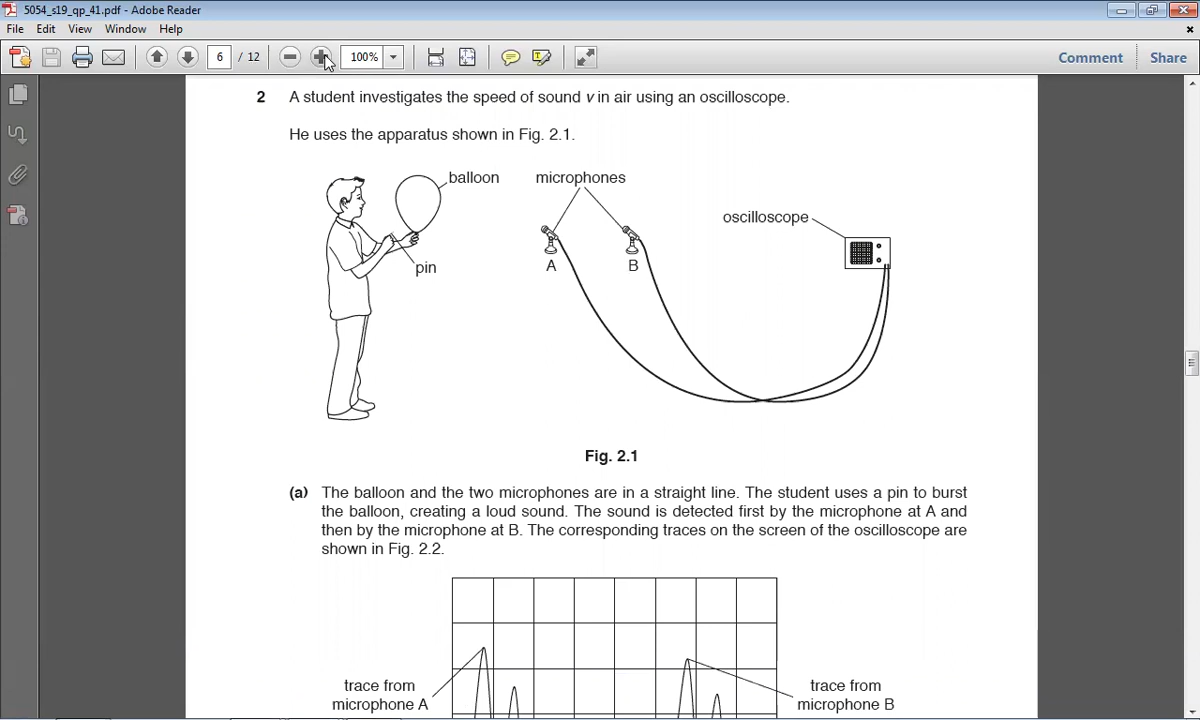 5054_s19_qp_41.pdf - Adobe Reader
File Edit View Window Help
6 / 12 100% Comment Share
2 A student investigates the speed of sound v in air using an oscilloscope.
He uses the apparatus shown in Fig. 2.1.
balloon microphones
oscilloscope
pin A B
Fig. 2.1
(a) The balloon and the two microphones are in a straight line. The student uses a pin to burst
the balloon, creating a loud sound. The sound is detected first by the microphone at A and
then by the microphone at B. The corresponding traces on the screen of the oscilloscope are
shown in Fig. 2.2.
trace from
microphone A
trace from
microphone B